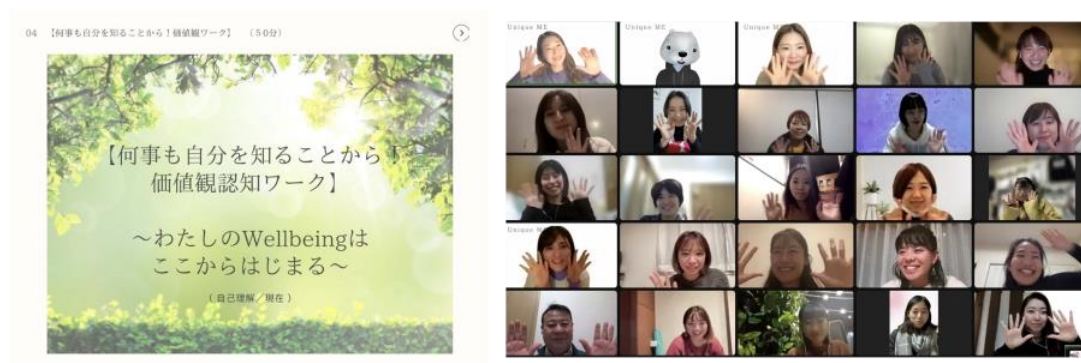 04 【何事も自分を知ることから！価値観ワーク】 （50分）
【何事も自分を知ることから！
価値観認知ワーク】
～わたしのWellbeingは
ここからはじまる～
（ 自己理解／現在 ）
Unique ME
Unique ME
Unique ME
Unique ME